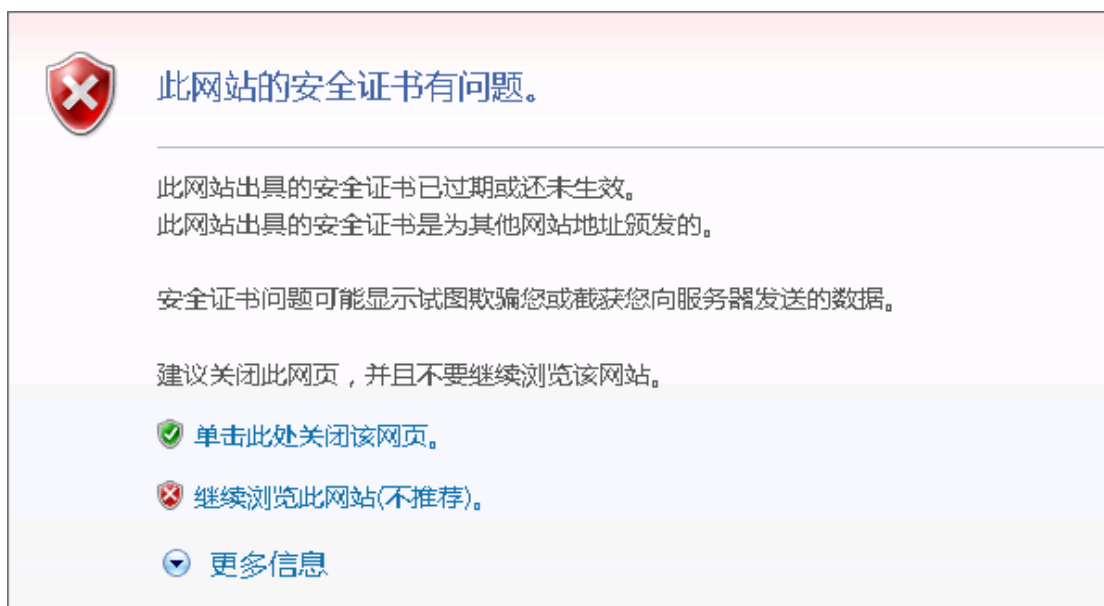 此网站的安全证书有问题。
此网站出具的安全证书已过期或还未生效。
此网站出具的安全证书是为其他网站地址颁发的。
安全证书问题可能显示试图欺骗您或截获您向服务器发送的数据。
建议关闭此网页，并且不要继续浏览该网站。
单击此处关闭该网页。
继续浏览此网站(不推荐)。
更多信息